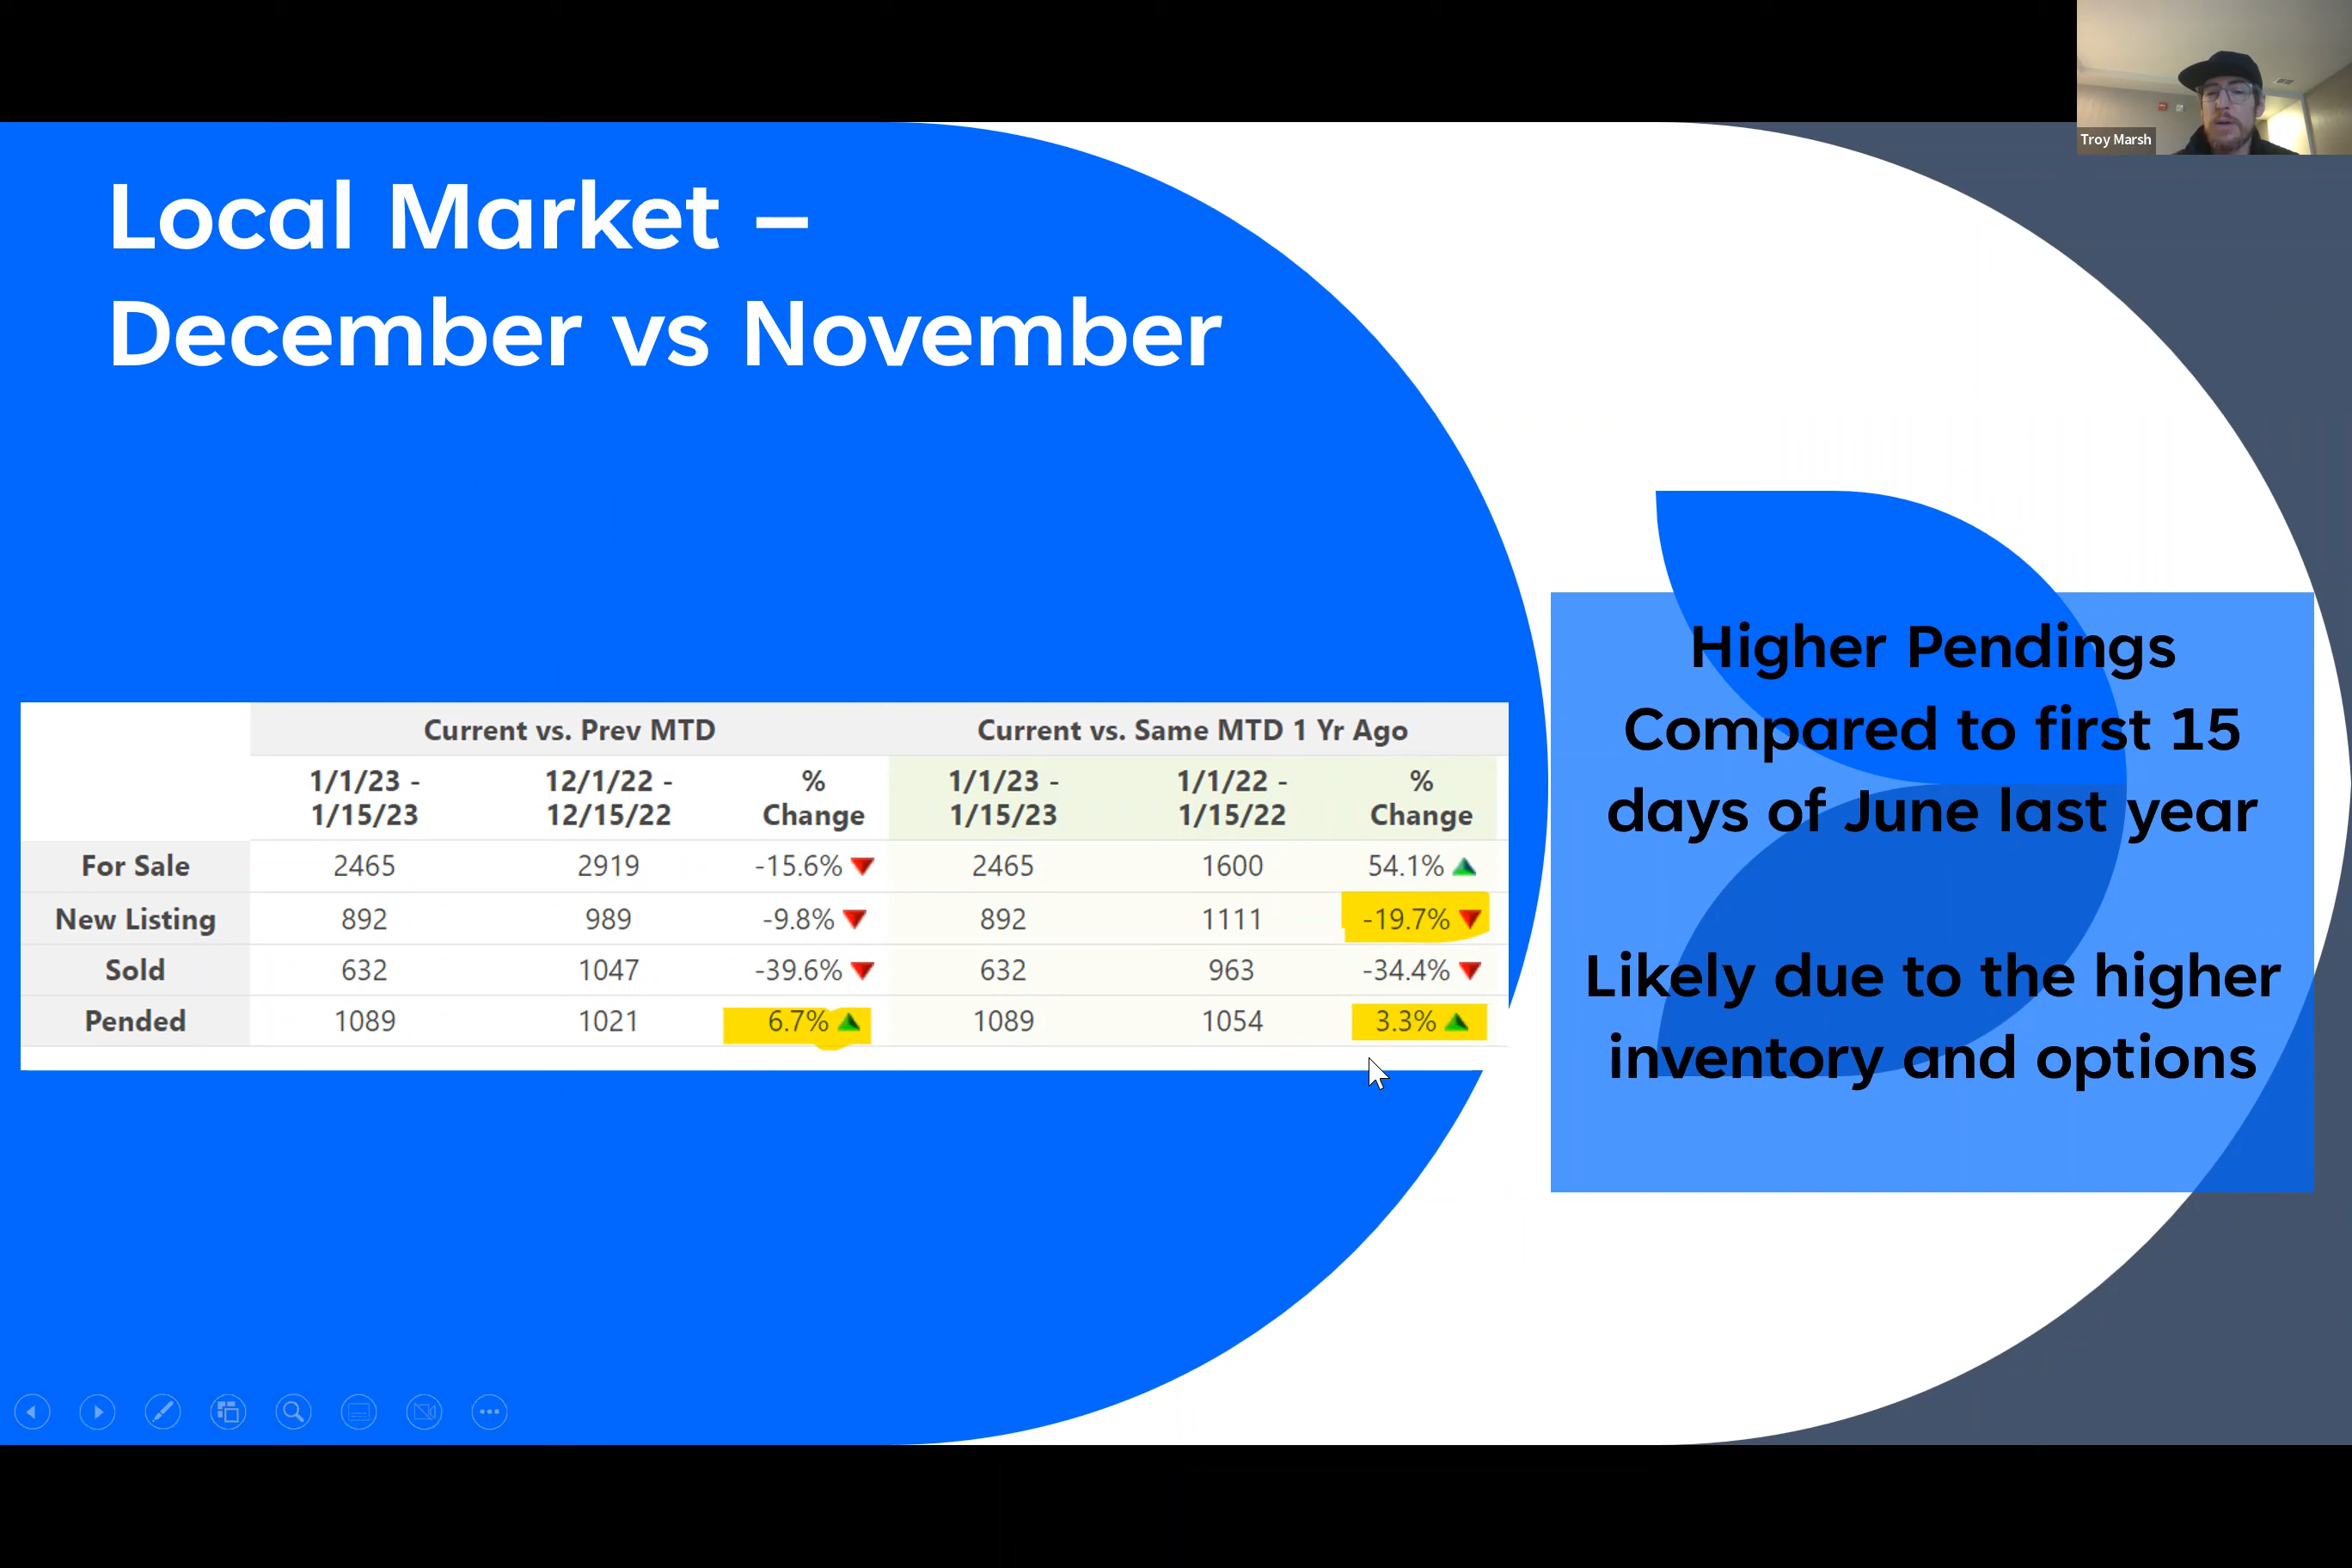 Troy Marsh
Local Market –
December vs November
Current vs. Prev MTD Current vs. Same MTD 1 Yr Ago
1/1/23 - 12/1/22 - % 1/1/23 - 1/1/22 - %
1/15/23 12/15/22 Change 1/15/23 1/15/22 Change
For Sale 2465 2919 -15.6% 2465 1600 54.1%
New Listing 892 989 -9.8% 892 1111 -19.7%
Sold 632 1047 -39.6% 632 963 -34.4%
Pended 1089 1021 6.7% 1089 1054 3.3%
Higher Pendings
Compared to first 15
days of June last year
Likely due to the higher
inventory and options